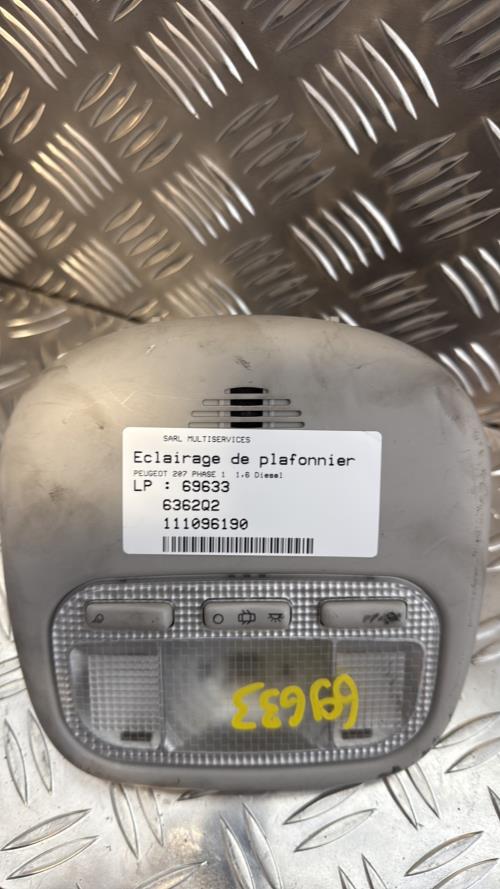 SARL MULTISERVICES
Eclairage de plafonnier
PEUGEOT 207 PHASE 1 1,6 Diesel
LP : 69633
6362Q2
111096190
69633